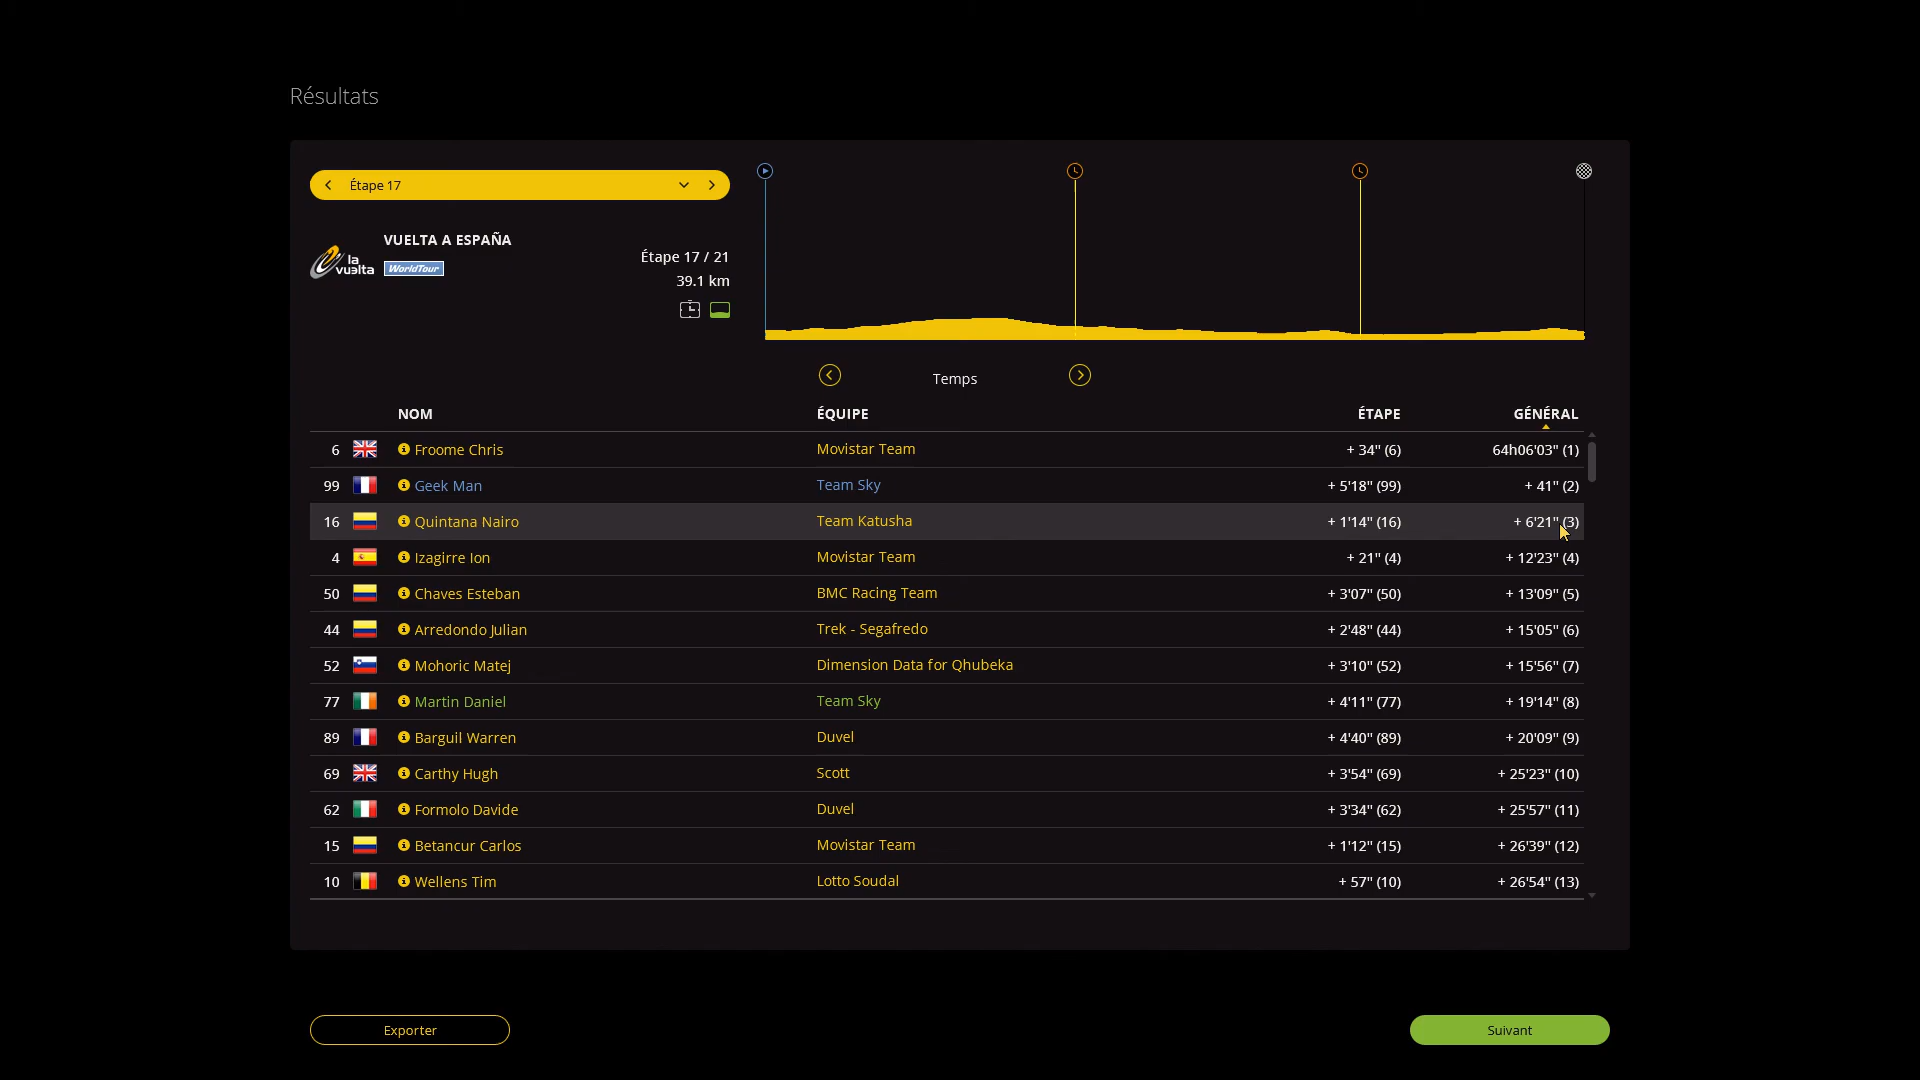 Résultats
Étape 17
la vuelta
VUELTA A ESPAÑA
WorldTour
Étape 17 / 21
39.1 km
Temps
NOM ÉQUIPE ÉTAPE GÉNÉRAL
6 Froome Chris Movistar Team + 34" (6) 64h06'03" (1)
99 Geek Man Team Sky + 5'18" (99) + 41" (2)
16 Quintana Nairo Team Katusha + 1'14" (16) + 6'21" (3)
4 Izagirre Ion Movistar Team + 21" (4) + 12'23" (4)
50 Chaves Esteban BMC Racing Team + 3'07" (50) + 13'09" (5)
44 Arredondo Julian Trek - Segafredo + 2'48" (44) + 15'05" (6)
52 Mohoric Matej Dimension Data for Qhubeka + 3'10" (52) + 15'56" (7)
77 Martin Daniel Team Sky + 4'11" (77) + 19'14" (8)
89 Barguil Warren Duvel + 4'40" (89) + 20'09" (9)
69 Carthy Hugh Scott + 3'54" (69) + 25'23" (10)
62 Formolo Davide Duvel + 3'34" (62) + 25'57" (11)
15 Betancur Carlos Movistar Team + 1'12" (15) + 26'39" (12)
10 Wellens Tim Lotto Soudal + 57" (10) + 26'54" (13)
Exporter
Suivant